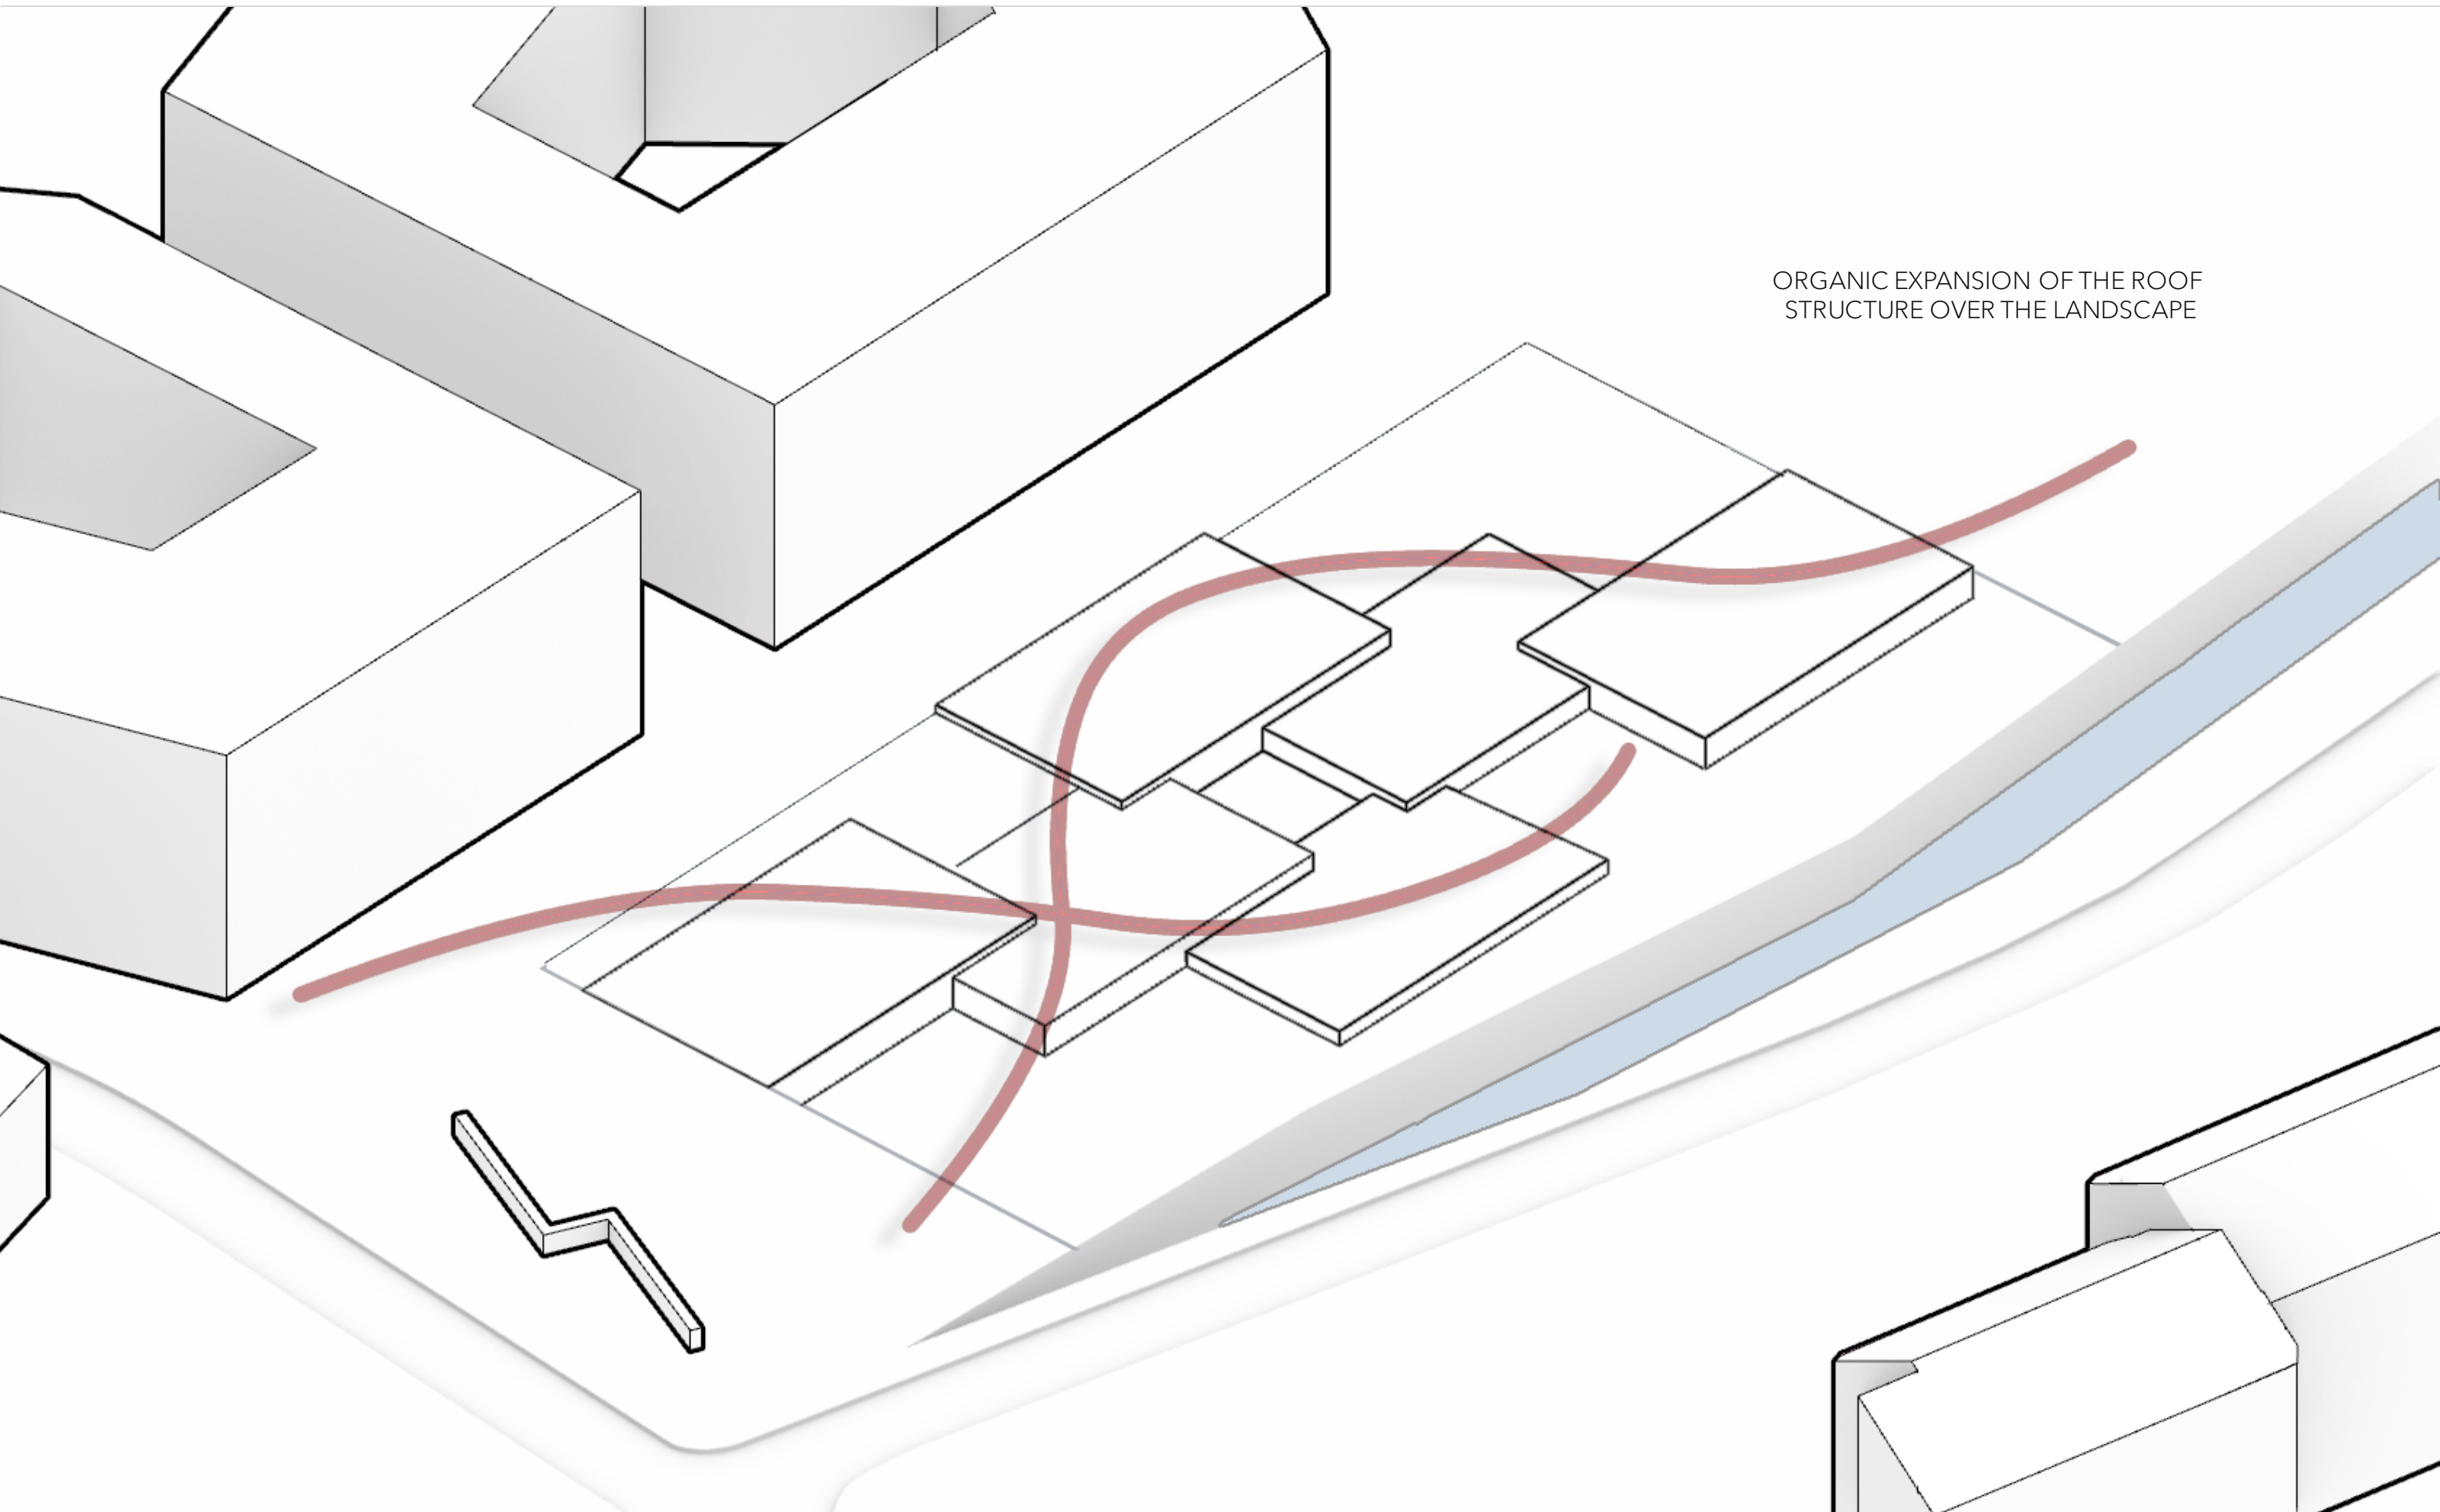 ORGANIC EXPANSION OF THE ROOF
STRUCTURE OVER THE LANDSCAPE